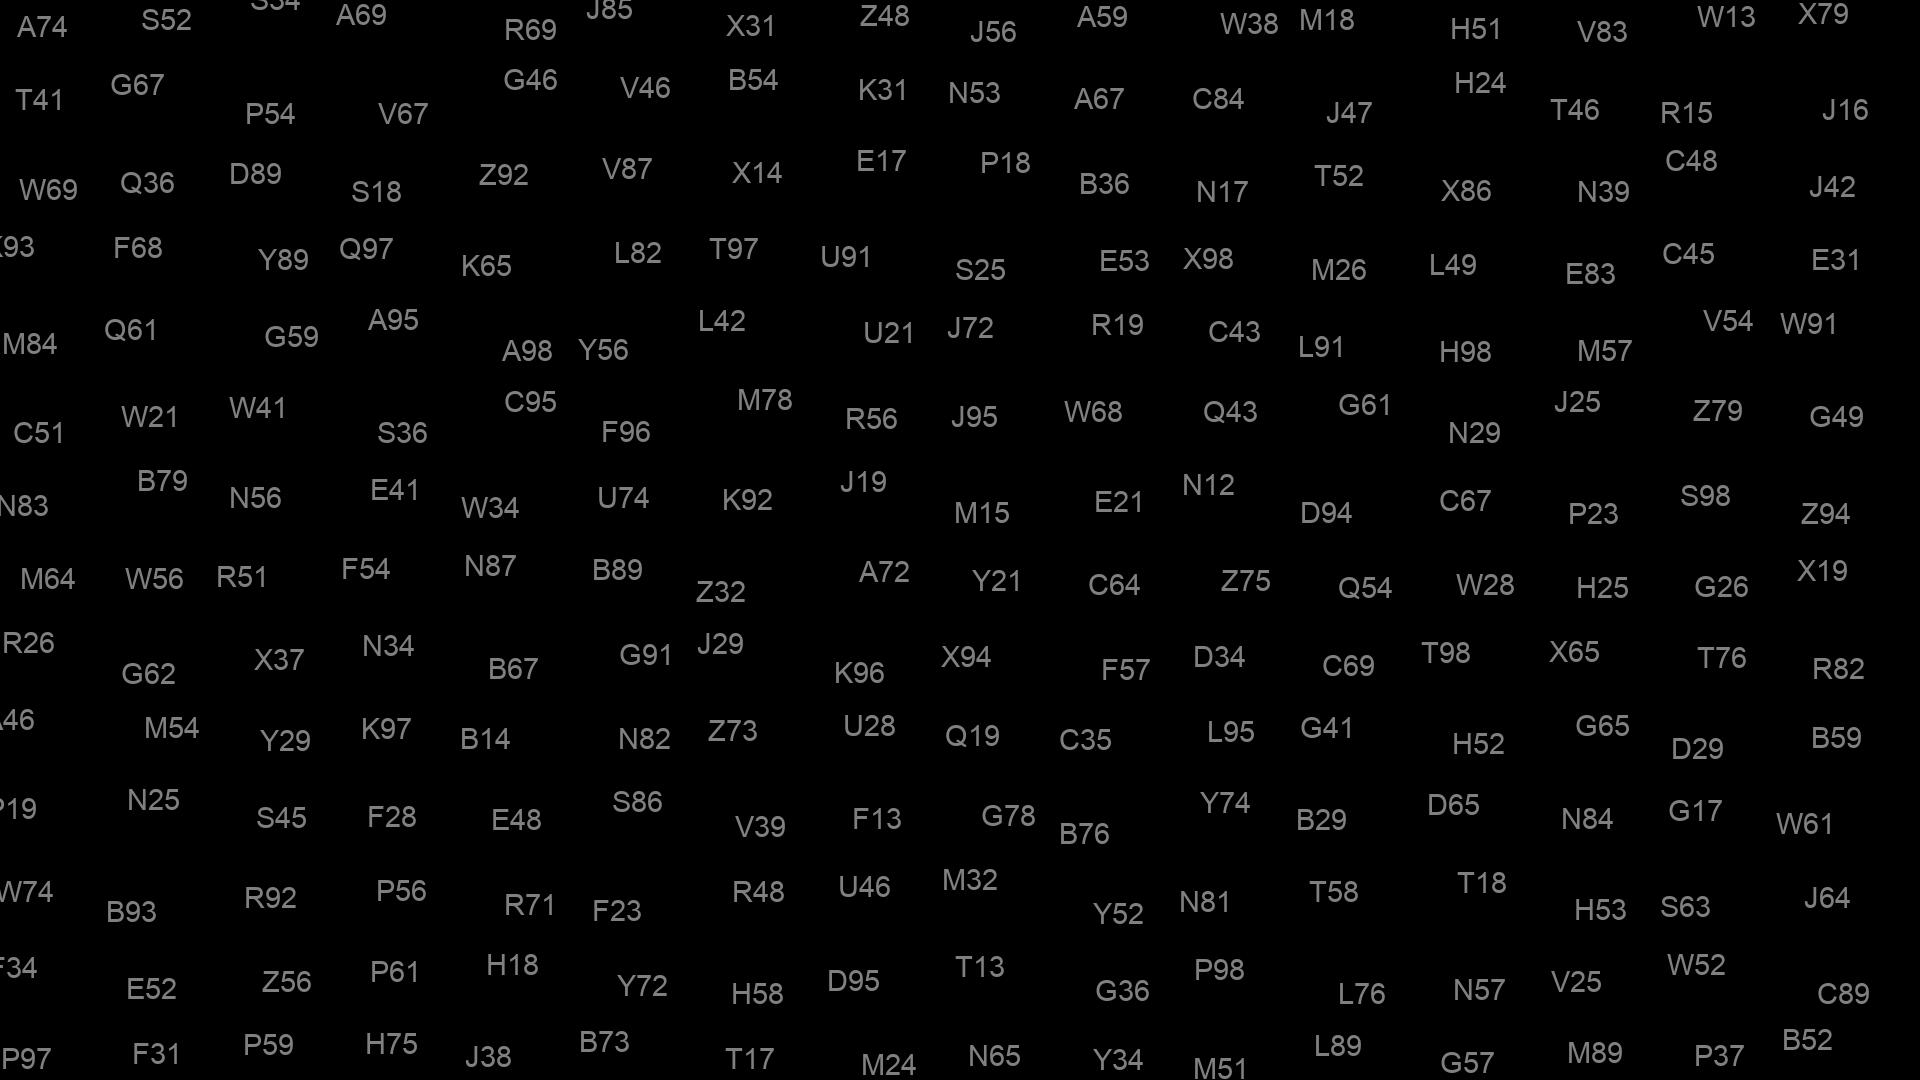 A74 S52 S34 A69 R69 J85 X31 Z48 J56 A59 W38 M18 H51 V83 W13 X79
T41 G67 P54 V67 G46 V46 B54 K31 N53 A67 C84 J47 H24 T46 R15 J16
W69 Q36 D89 S18 Z92 V87 X14 E17 P18 B36 N17 T52 X86 N39 C48 J42
93 F68 Y89 Q97 K65 L82 T97 U91 S25 E53 X98 M26 L49 E83 C45 E31
M84 Q61 G59 A95 A98 Y56 L42 U21 J72 R19 C43 L91 H98 M57 V54 W91
C51 W21 W41 S36 C95 F96 M78 R56 J95 W68 Q43 G61 N29 J25 Z79 G49
N83 B79 N56 E41 W34 U74 K92 J19 M15 E21 N12 D94 C67 P23 S98 Z94
M64 W56 R51 F54 N87 B89 Z32 A72 Y21 C64 Z75 Q54 W28 H25 G26 X19
R26 G62 X37 N34 B67 G91 J29 K96 X94 F57 D34 C69 T98 X65 T76 R82
46 M54 Y29 K97 B14 N82 Z73 U28 Q19 C35 L95 G41 H52 G65 D29 B59
P19 N25 S45 F28 E48 S86 V39 F13 G78 B76 Y74 B29 D65 N84 G17 W61
W74 B93 R92 P56 R71 F23 R48 U46 M32 Y52 N81 T58 T18 H53 S63 J64
F34 E52 Z56 P61 H18 Y72 H58 D95 T13 G36 P98 L76 N57 V25 W52 C89
P97 F31 P59 H75 J38 B73 T17 M24 N65 Y34 M51 L89 G57 M89 P37 B52